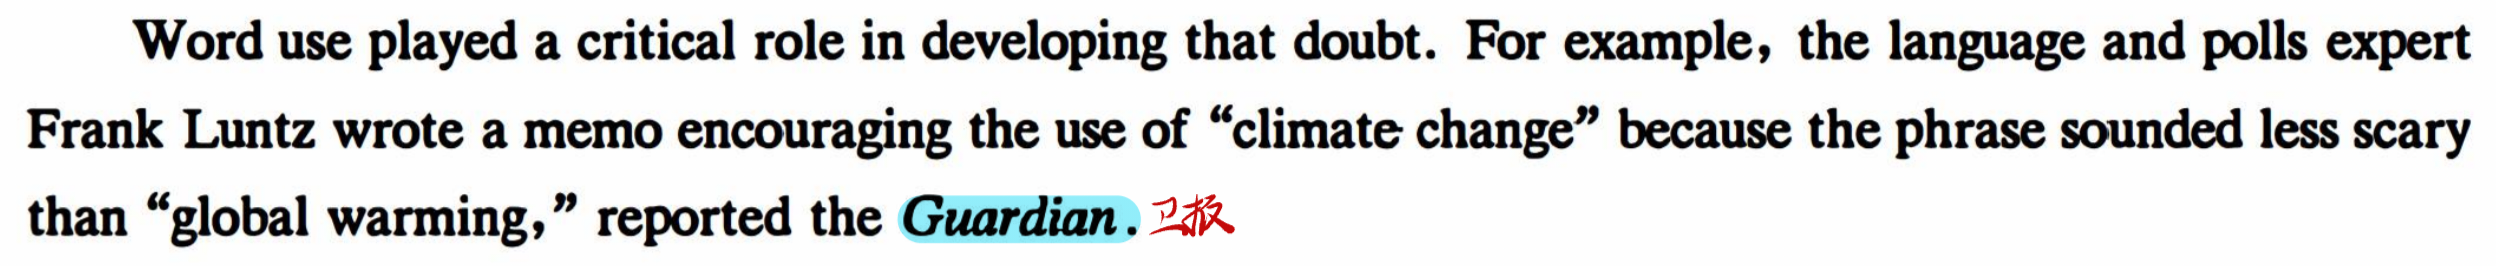 Word use played a critical role in developing that doubt. For example, the language and polls expert
Frank Luntz wrote a memo encouraging the use of “climate change” because the phrase sounded less scary
than “global warming,” reported the Guardian. 卫报